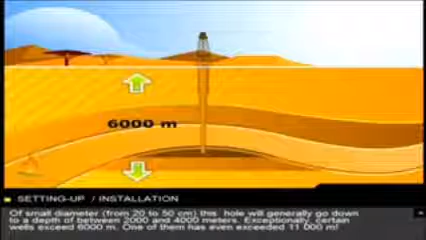 6000 m
SETTING-UP / INSTALLATION
Of small diameter (from 20 to 50 cm) this hole will generally go down
to a depth of between 2000 and 4000 meters. Exceptionally, certain
wells exceed 6000 m. One of them has even exceeded 11 000 m!